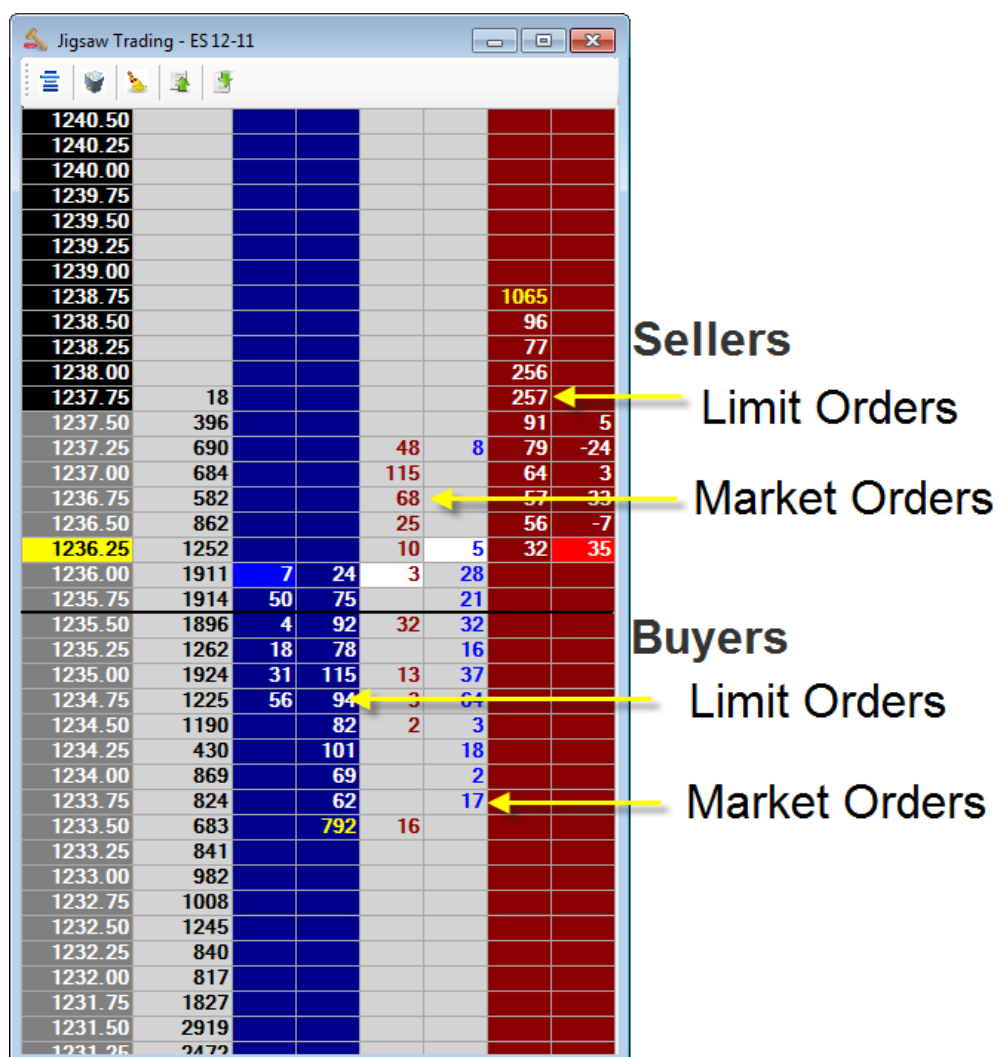 Jigsaw Trading - ES 12-11
1240.50
1240.25
1240.00
1239.75
1239.50
1239.25
1239.00
1238.75 1065
1238.50 96
1238.25 77
1238.00 256
1237.75 18 257
1237.50 396 91 5
1237.25 690 48 8 79 -24
1237.00 684 115 64 3
1236.75 582 68 57 33
1236.50 862 25 56 -7
1236.25 1252 10 5 32 35
1236.00 1911 7 24 3 28
1235.75 1914 50 75 21
1235.50 1896 4 92 32 32
1235.25 1262 18 78 16
1235.00 1924 31 115 13 37
1234.75 1225 56 94 3 64
1234.50 1190 82 2 3
1234.25 430 101 18
1234.00 869 69 2
1233.75 824 62 17
1233.50 683 792 16
1233.25 841
1233.00 982
1232.75 1008
1232.50 1245
1232.25 840
1232.00 817
1231.75 1827
1231.50 2919
1231.25 2472
Sellers
Limit Orders
Market Orders
Buyers
Limit Orders
Market Orders